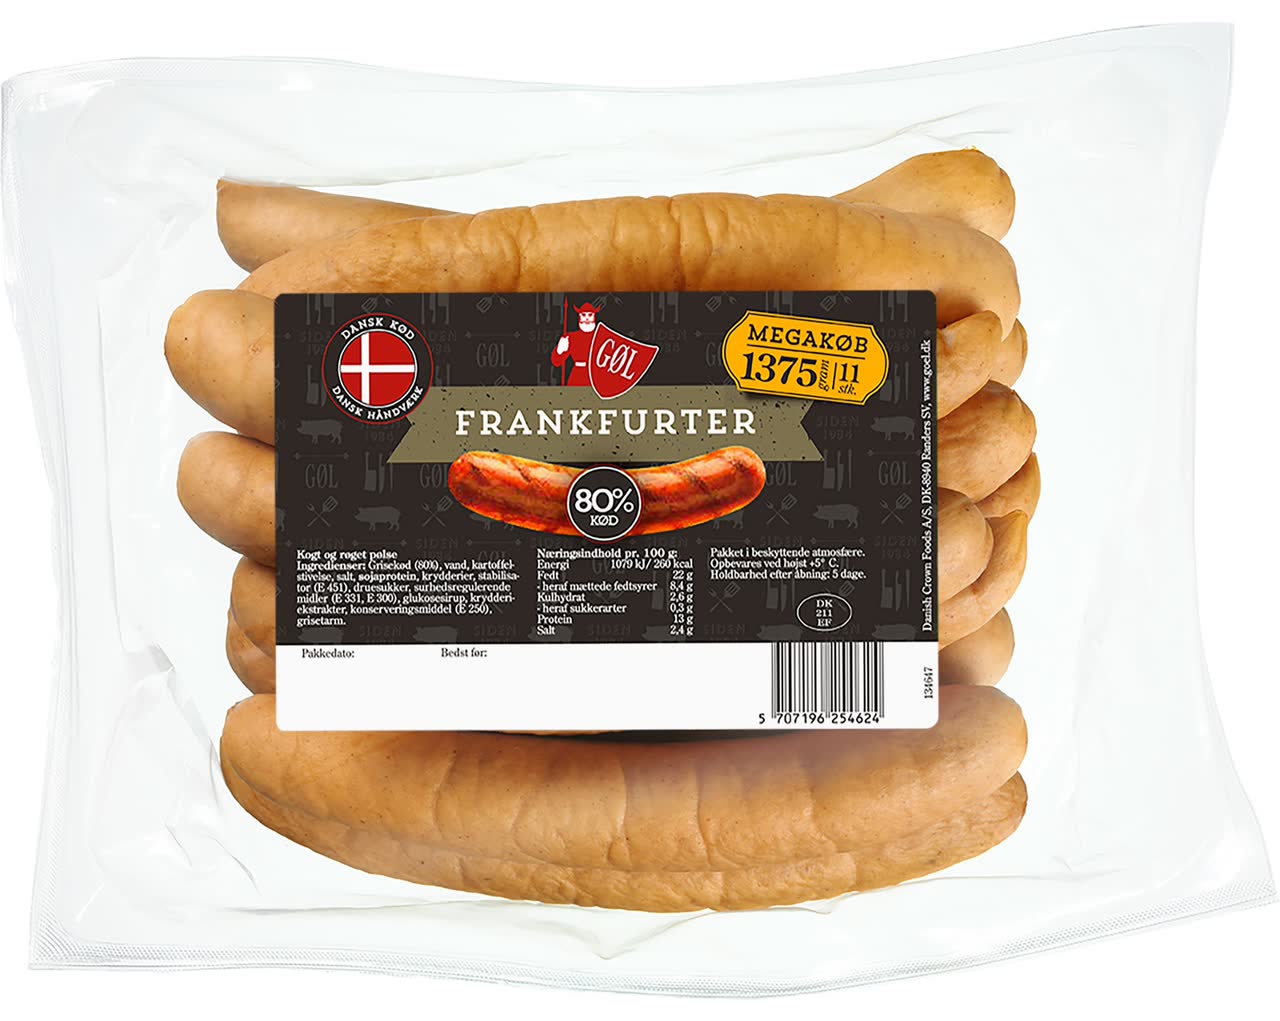 DANSK KØD
DANSK HÅNDVÆRK
GØL
MEGAKØB
1375 gram | 11 stk.
FRANKFURTER
80%
KØD
Kogt og røget pølse
Ingredienser: Grisekød (80%), vand, kartoffel-
stivelse, salt, sojaprotein, krydderier, stabilisa-
tor (E 451), druesukker, surhedsregulerende
midler (E 331, E 300), glukosesirup, krydderi-
ekstrakter, konserveringsmiddel (E 250),
grisetarm.
Næringsindhold pr. 100 g:
Energi 1079 kJ/ 260 kcal
Fedt 22 g
- heraf mættede fedtsyrer 8,4 g
Kulhydrat 2,6 g
- heraf sukkerarter 0,3 g
Protein 13 g
Salt 2,4 g
Pakket i beskyttende atmosfære.
Opbevares ved højst +5° C.
Holdbarhed efter åbning: 5 dage.
DK
211
EF
Danish Crown Foods A/S, DK-8940 Randers SV, www.goel.dk
Pakkedato:
Bedst før:
5 707196 254624
134647
SIDEN
1934
GØL